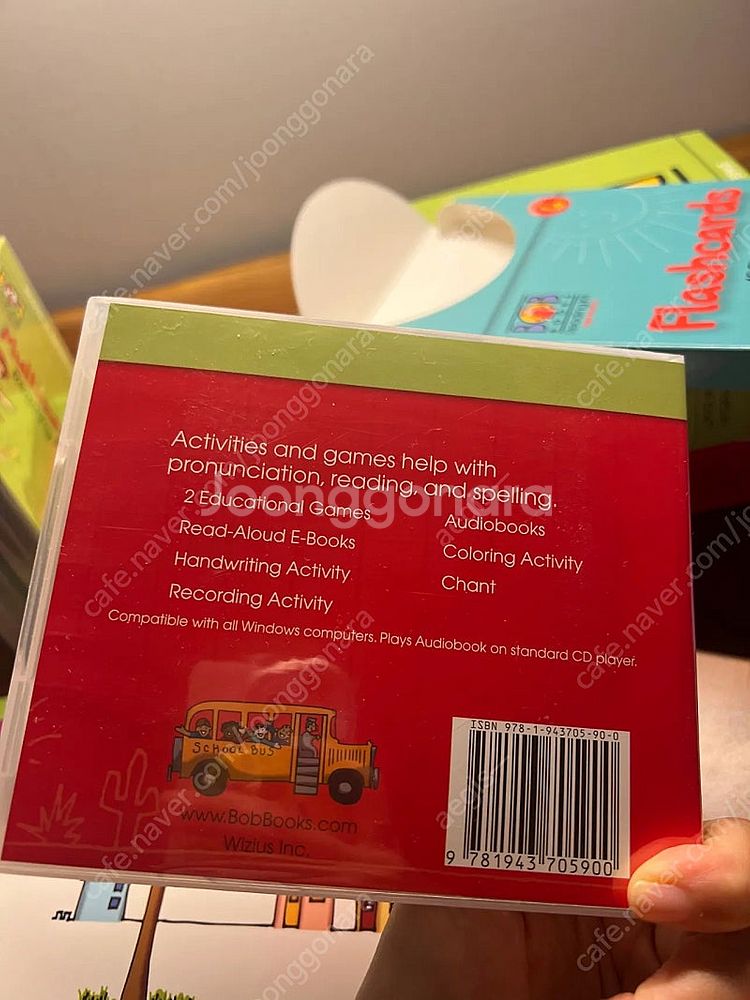 cafe.naver.com/joonggonara
Flashcards
BOB
Activities and games help with
pronunciation, reading, and spelling.
Joonggonara
2 Educational Games
Read-Aloud E-Books
Handwriting Activity
Recording Activity
Audiobooks
Coloring Activity
Chant
Compatible with all Windows computers. Plays Audiobook on standard CD player.
SCHOOL BUS
www.BobBooks.com
Wizius Inc.
ISBN 978-1-943705-90-0
9 781943 705900